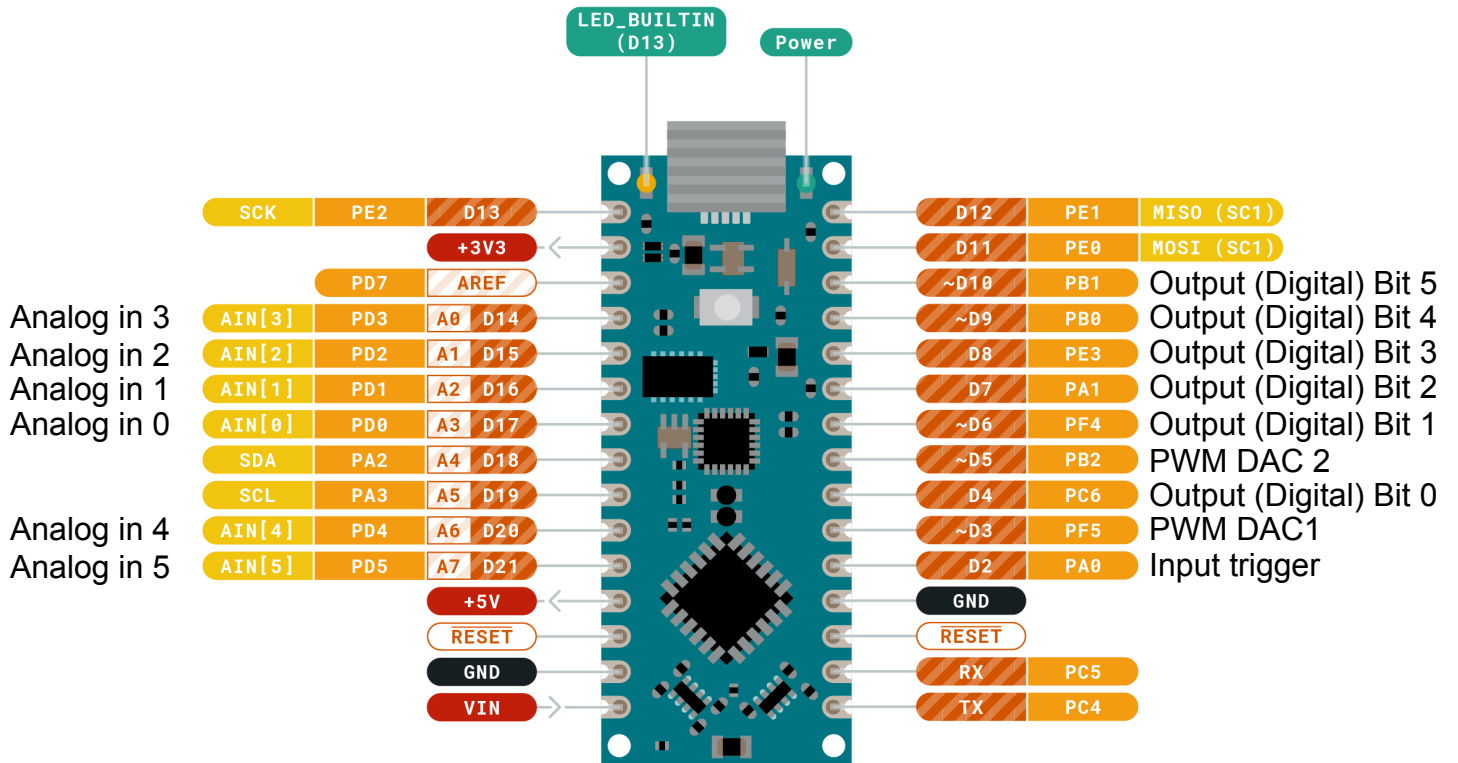 LED_BUILTIN
(D13)
Power
SCK PE2 D13
D12 PE1 MISO (SC1)
+3V3
D11 PE0 MOSI (SC1)
PD7 AREF
~D10 PB1 Output (Digital) Bit 5
Analog in 3 AIN[3] PD3 A0 D14
~D9 PB0 Output (Digital) Bit 4
Analog in 2 AIN[2] PD2 A1 D15
D8 PE3 Output (Digital) Bit 3
Analog in 1 AIN[1] PD1 A2 D16
D7 PA1 Output (Digital) Bit 2
Analog in 0 AIN[0] PD0 A3 D17
~D6 PF4 Output (Digital) Bit 1
SDA PA2 A4 D18
~D5 PB2 PWM DAC 2
SCL PA3 A5 D19
D4 PC6 Output (Digital) Bit 0
Analog in 4 AIN[4] PD4 A6 D20
~D3 PF5 PWM DAC1
Analog in 5 AIN[5] PD5 A7 D21
D2 PA0 Input trigger
+5V
GND
RESET
RESET
GND
RX PC5
VIN
TX PC4